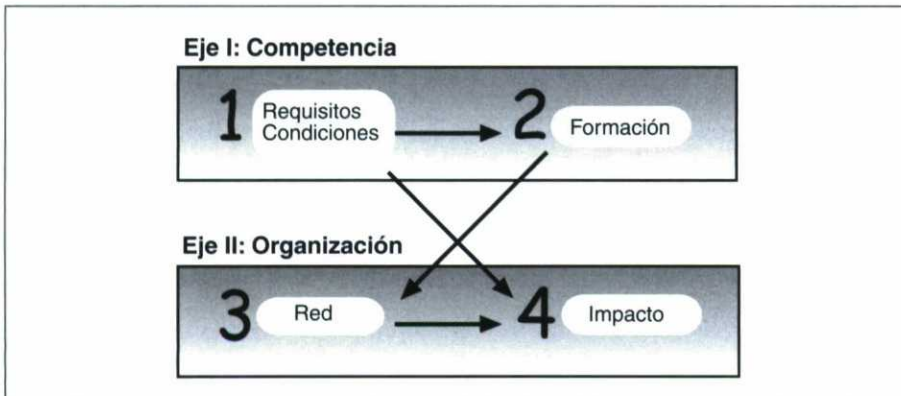 Eje I: Competencia
1 Requisitos
Condiciones
2 Formación
Eje II: Organización
3 Red
4 Impacto